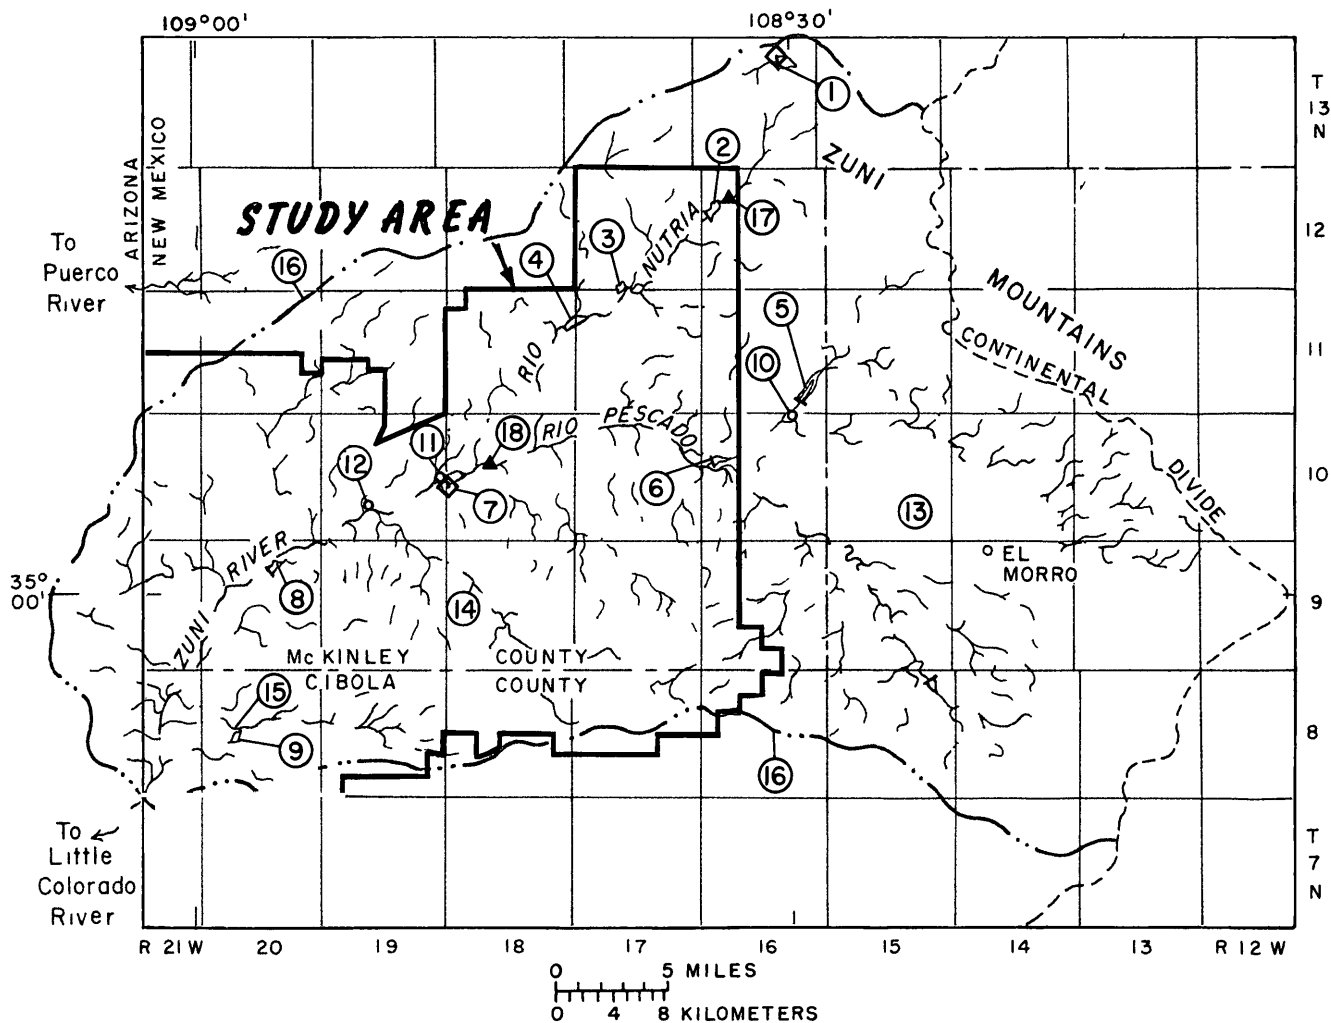 109°00'
108°30'
1
T
13
N
ARIZONA
NEW MEXICO
2
ZUNI
STUDY AREA
17
12
To
Puerco
River
16
4
3
NUTRIA
MOUNTAINS
CONTINENTAL
5
11
10
RIO
RIO
PESCADO
11
18
12
7
6
13
DIVIDE
10
35°
00'
ZUNI RIVER
8
14
EL
MORRO
9
McKINLEY COUNTY
CIBOLA COUNTY
15
9
16
8
To
Little
Colorado
River
T
7
N
R 21 W 20 19 18 17 16 15 14 13 R 12 W
0 5 MILES
0 4 8 KILOMETERS